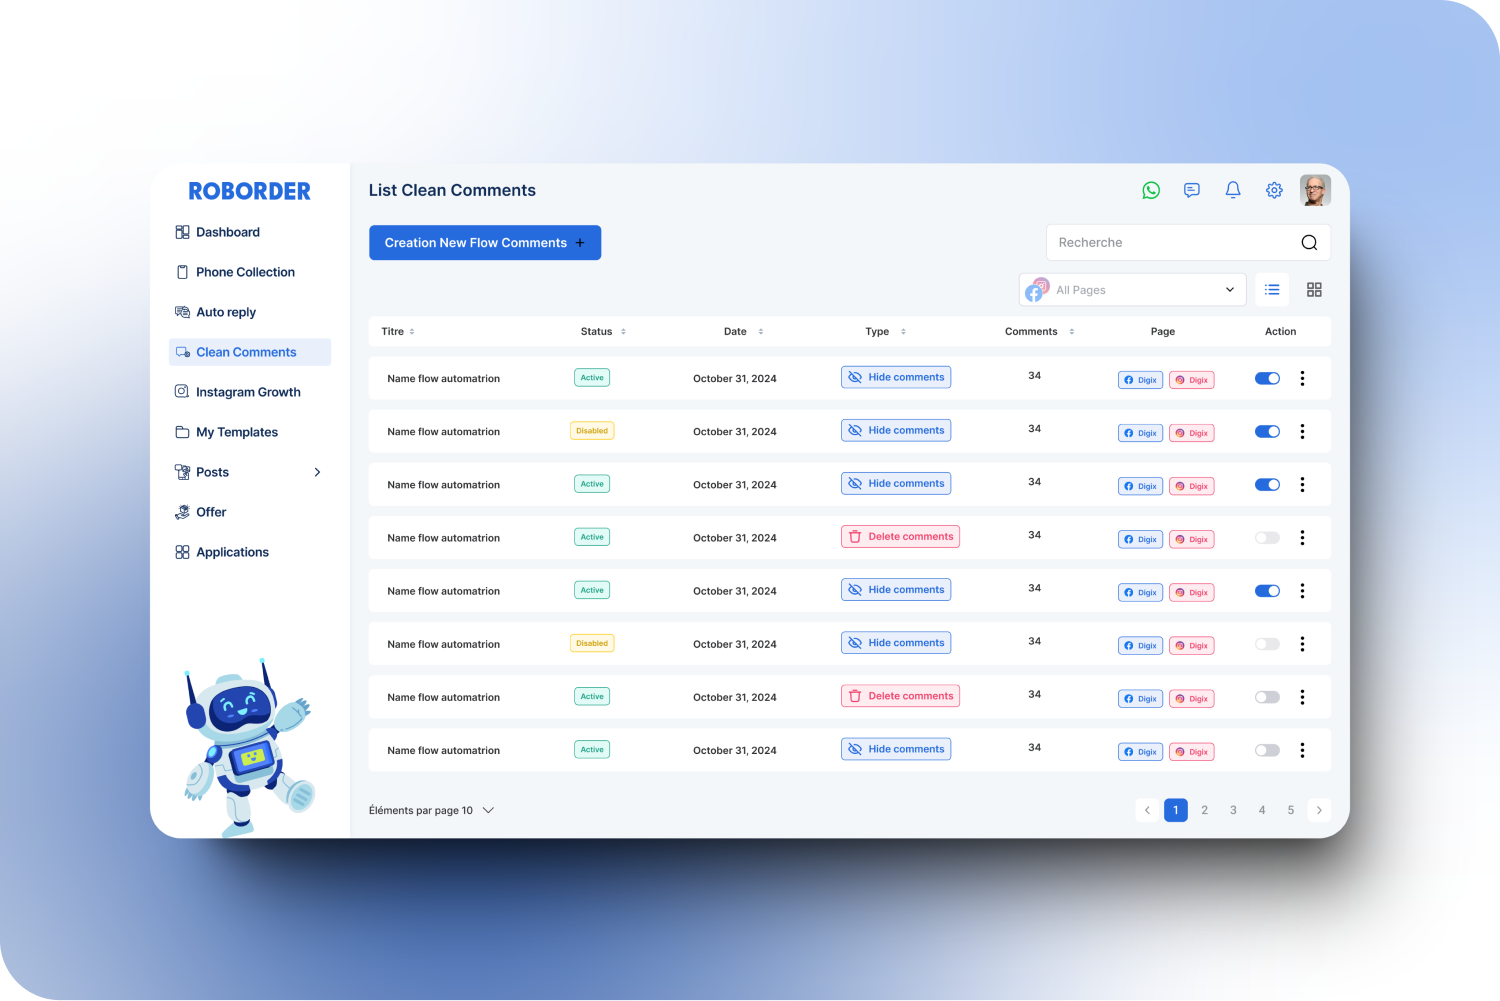 ROBORDER
Dashboard
Phone Collection
Auto reply
Clean Comments
Instagram Growth
My Templates
Posts
Offer
Applications
List Clean Comments
Creation New Flow Comments +
Recherche
All Pages
Titre Status Date Type Comments Page Action
Name flow automatrion Active October 31, 2024 Hide comments 34 Digix Digix
Name flow automatrion Disabled October 31, 2024 Hide comments 34 Digix Digix
Name flow automatrion Active October 31, 2024 Hide comments 34 Digix Digix
Name flow automatrion Active October 31, 2024 Delete comments 34 Digix Digix
Name flow automatrion Active October 31, 2024 Hide comments 34 Digix Digix
Name flow automatrion Disabled October 31, 2024 Hide comments 34 Digix Digix
Name flow automatrion Active October 31, 2024 Delete comments 34 Digix Digix
Name flow automatrion Active October 31, 2024 Hide comments 34 Digix Digix
Éléments par page 10
1 2 3 4 5